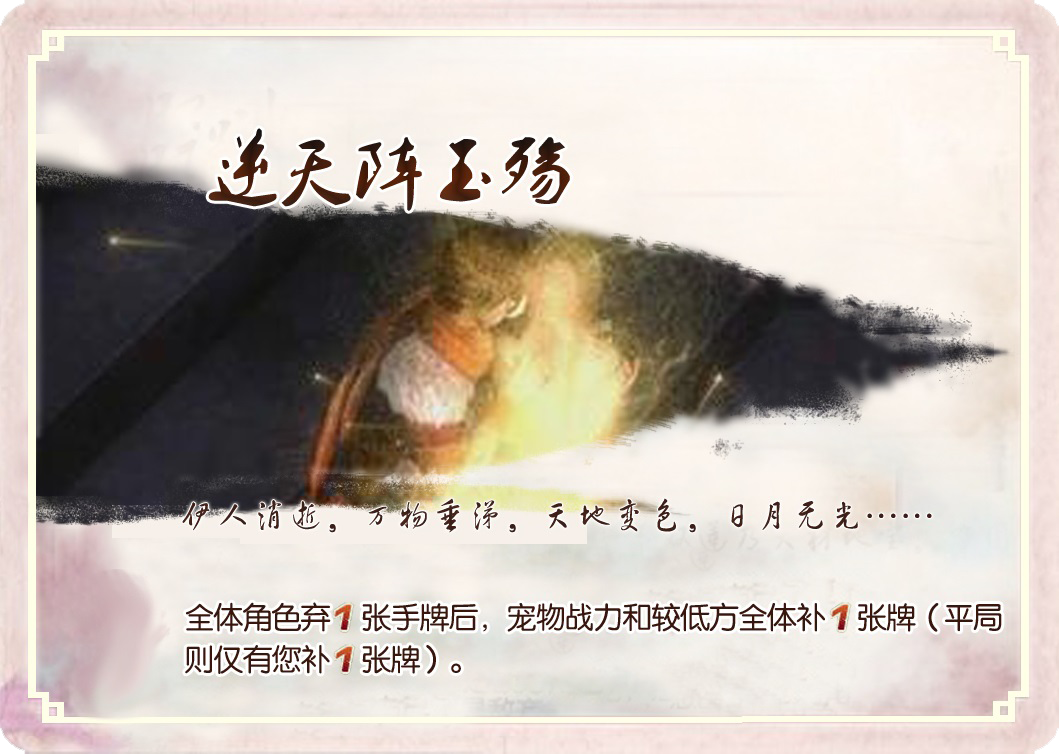 逆天阵玉殇
伊人消逝，万物垂涕，天地变色，日月无光……
全体角色弃1张手牌后，宠物战力和较低方全体补1张牌（平局
则仅有您补1张牌）。